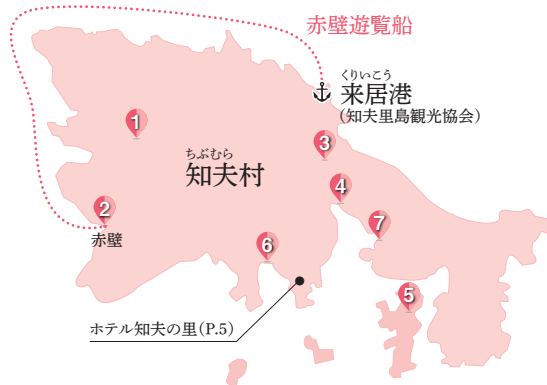 赤壁遊覧船
くりいこう
来居港
(知夫里島観光協会)
1
3
ちぶむら
知夫村
4
2
7
赤壁
6
5
ホテル知夫の里(P.5)